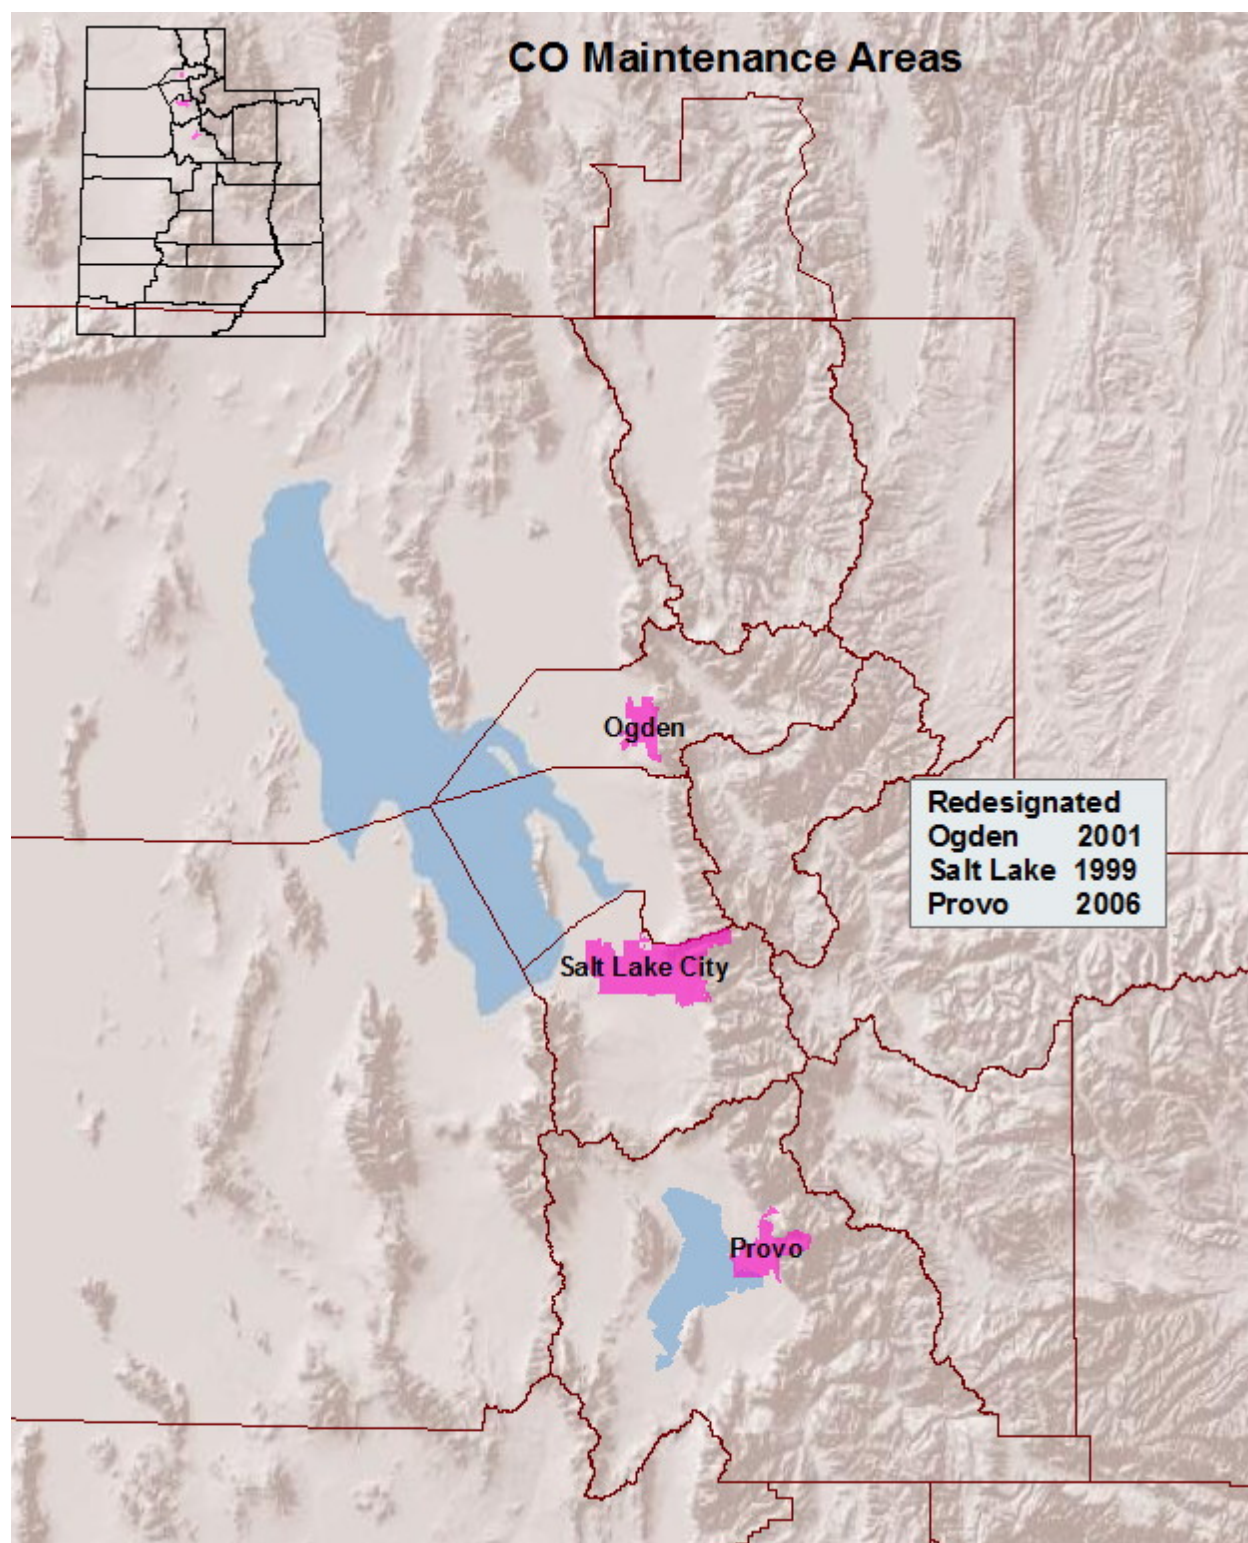 CO Maintenance Areas
Ogden
Redesignated
Ogden 2001
Salt Lake 1999
Provo 2006
Salt Lake City
Provo